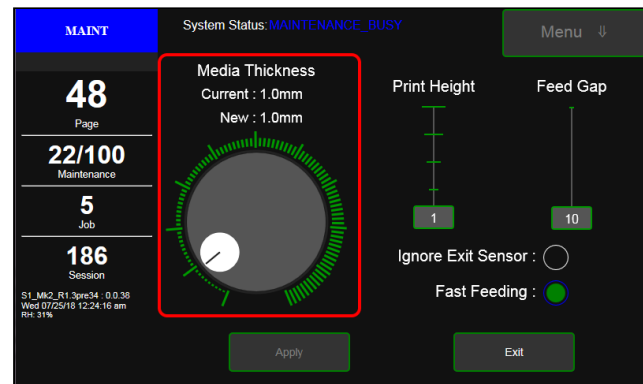 MAINT
System Status:MAINTENANCE_BUSY
Menu ⇓
48
Page
22/100
Maintenance
5
Job
186
Session
S1_Mk2_R1.3pre34 : 0.0.36
Wed 07/25/18 12:24:16 am
RH: 31%
Media Thickness
Current : 1.0mm
New : 1.0mm
Print Height
Feed Gap
1
10
Ignore Exit Sensor :
Fast Feeding :
Apply
Exit